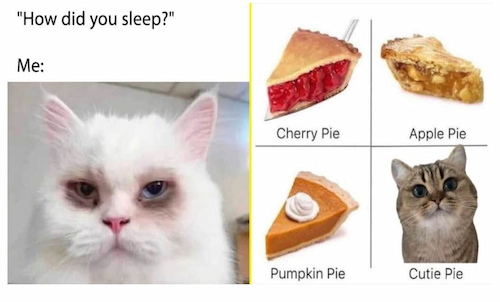 "How did you sleep?"
Me:
Cherry Pie
Apple Pie
Pumpkin Pie
Cutie Pie